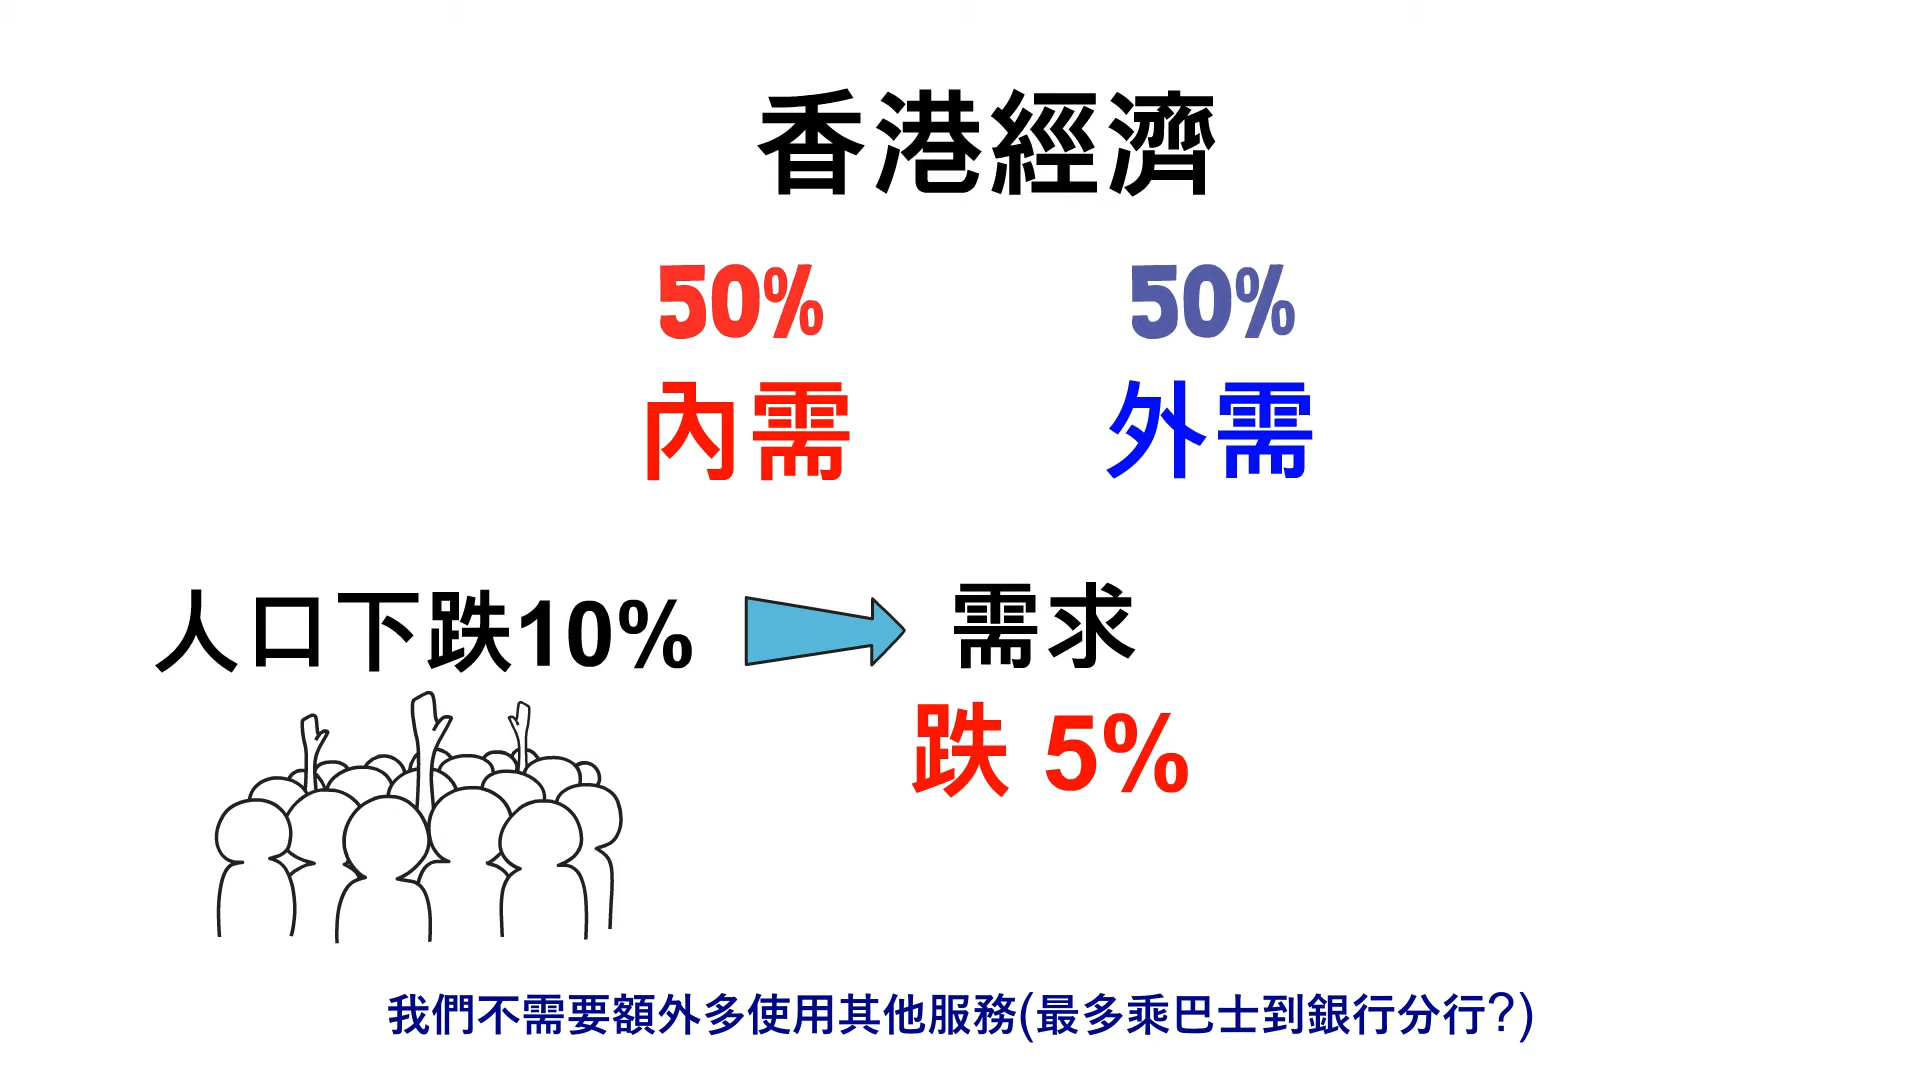 香港經濟
50% 50%
內需 外需
人口下跌10% 需求
跌 5%
我們不需要額外多使用其他服務(最多乘巴士到銀行分行?)